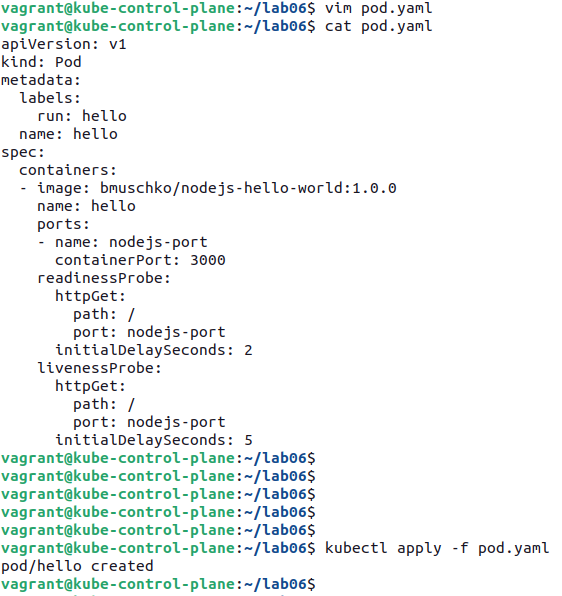 vagrant@kube-control-plane:~/lab06$ vim pod.yaml
vagrant@kube-control-plane:~/lab06$ cat pod.yaml
apiVersion: v1
kind: Pod
metadata:
  labels:
    run: hello
  name: hello
spec:
  containers:
  - image: bmuschko/nodejs-hello-world:1.0.0
    name: hello
    ports:
    - name: nodejs-port
      containerPort: 3000
    readinessProbe:
      httpGet:
        path: /
        port: nodejs-port
      initialDelaySeconds: 2
    livenessProbe:
      httpGet:
        path: /
        port: nodejs-port
      initialDelaySeconds: 5
vagrant@kube-control-plane:~/lab06$
vagrant@kube-control-plane:~/lab06$
vagrant@kube-control-plane:~/lab06$
vagrant@kube-control-plane:~/lab06$
vagrant@kube-control-plane:~/lab06$
vagrant@kube-control-plane:~/lab06$ kubectl apply -f pod.yaml
pod/hello created
vagrant@kube-control-plane:~/lab06$